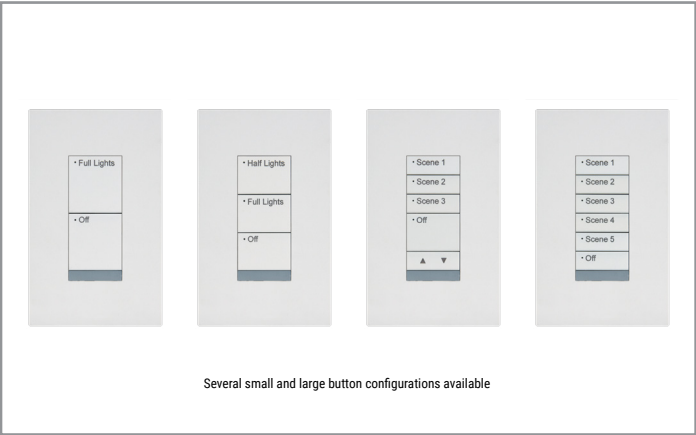 • Full Lights
• Off
• Half Lights
• Full Lights
• Off
• Scene 1
• Scene 2
• Scene 3
• Off
▲ ▼
• Scene 1
• Scene 2
• Scene 3
• Scene 4
• Scene 5
• Off
Several small and large button configurations available